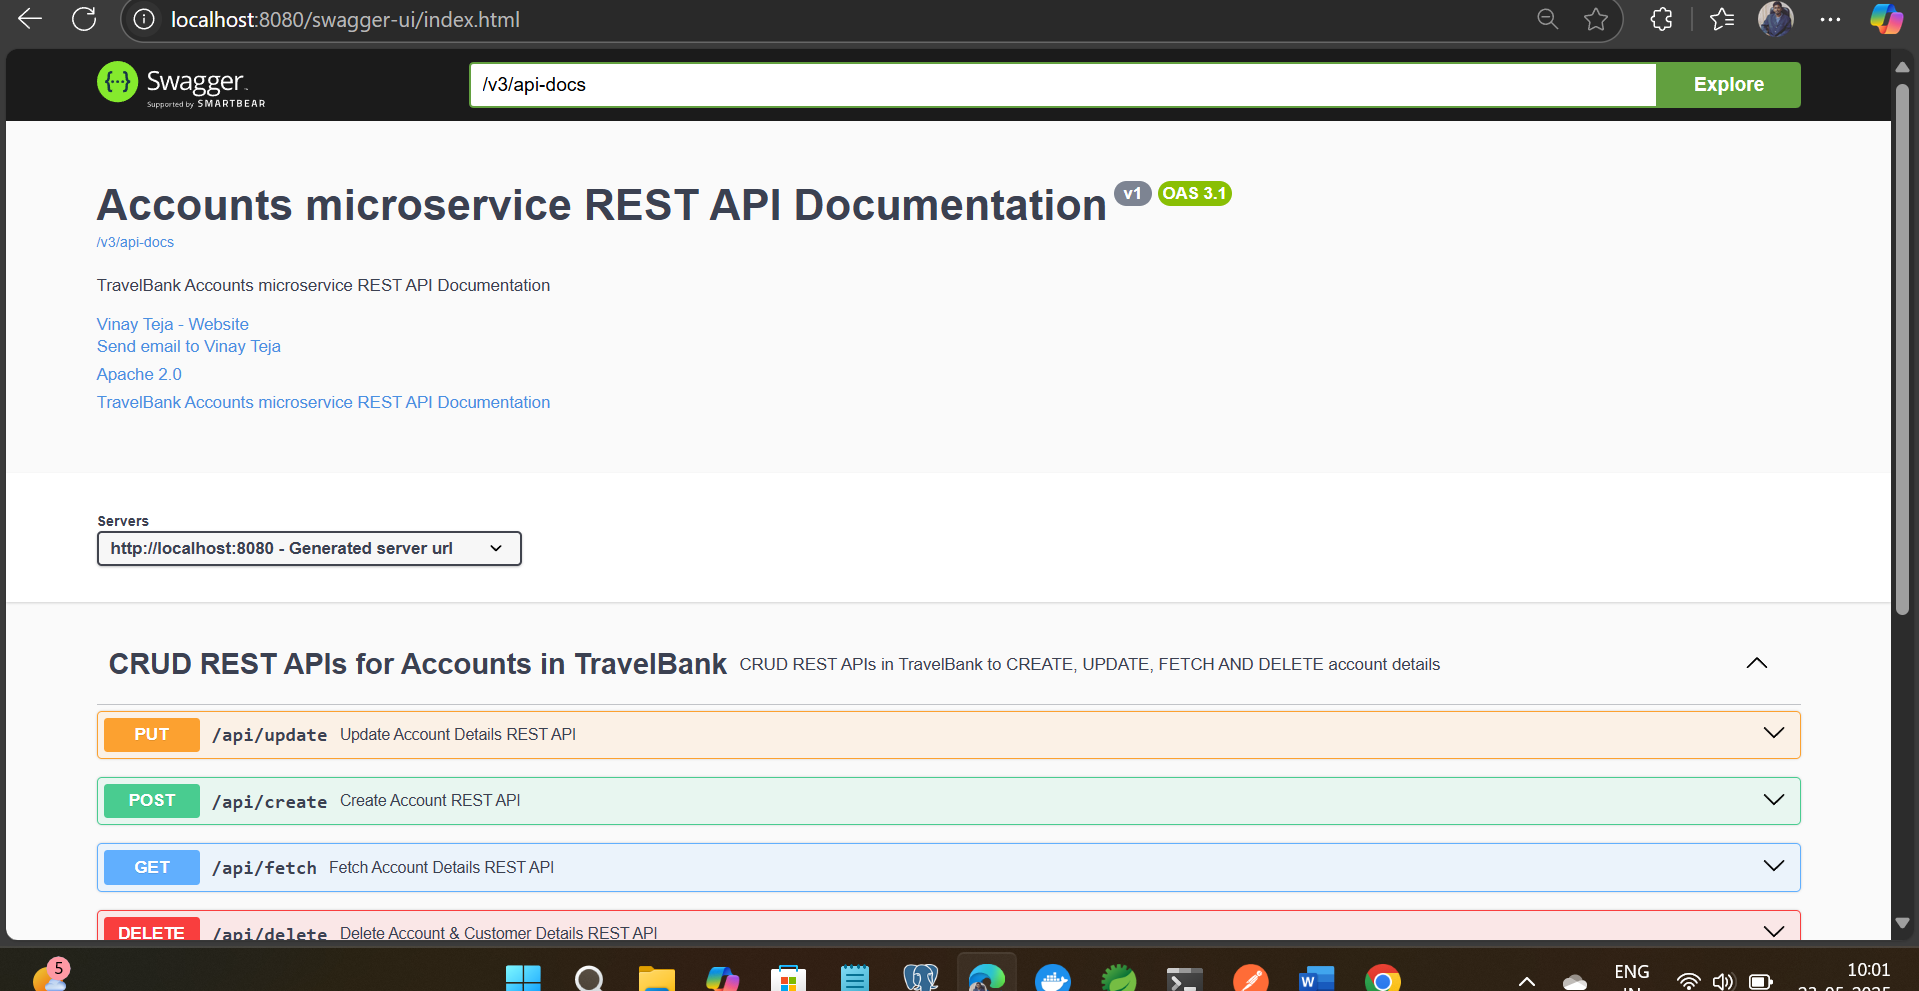 localhost:8080/swagger-ui/index.html
Swagger
Supported by SMARTBEAR
/v3/api-docs
Explore
Accounts microservice REST API Documentation v1 OAS 3.1
/v3/api-docs
TravelBank Accounts microservice REST API Documentation
Vinay Teja - Website
Send email to Vinay Teja
Apache 2.0
TravelBank Accounts microservice REST API Documentation
Servers
http://localhost:8080 - Generated server url
CRUD REST APIs for Accounts in TravelBank CRUD REST APIs in TravelBank to CREATE, UPDATE, FETCH AND DELETE account details
PUT /api/update Update Account Details REST API
POST /api/create Create Account REST API
GET /api/fetch Fetch Account Details REST API
DELETE /api/delete Delete Account & Customer Details REST API
5
W
ENG
10:01